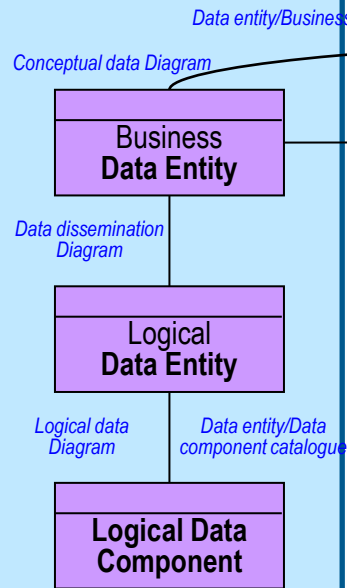 Data entity/Business
Conceptual data Diagram
Business
Data Entity
Data dissemination
Diagram
Logical
Data Entity
Logical data
Diagram
Data entity/Data
component catalogue
Logical Data
Component